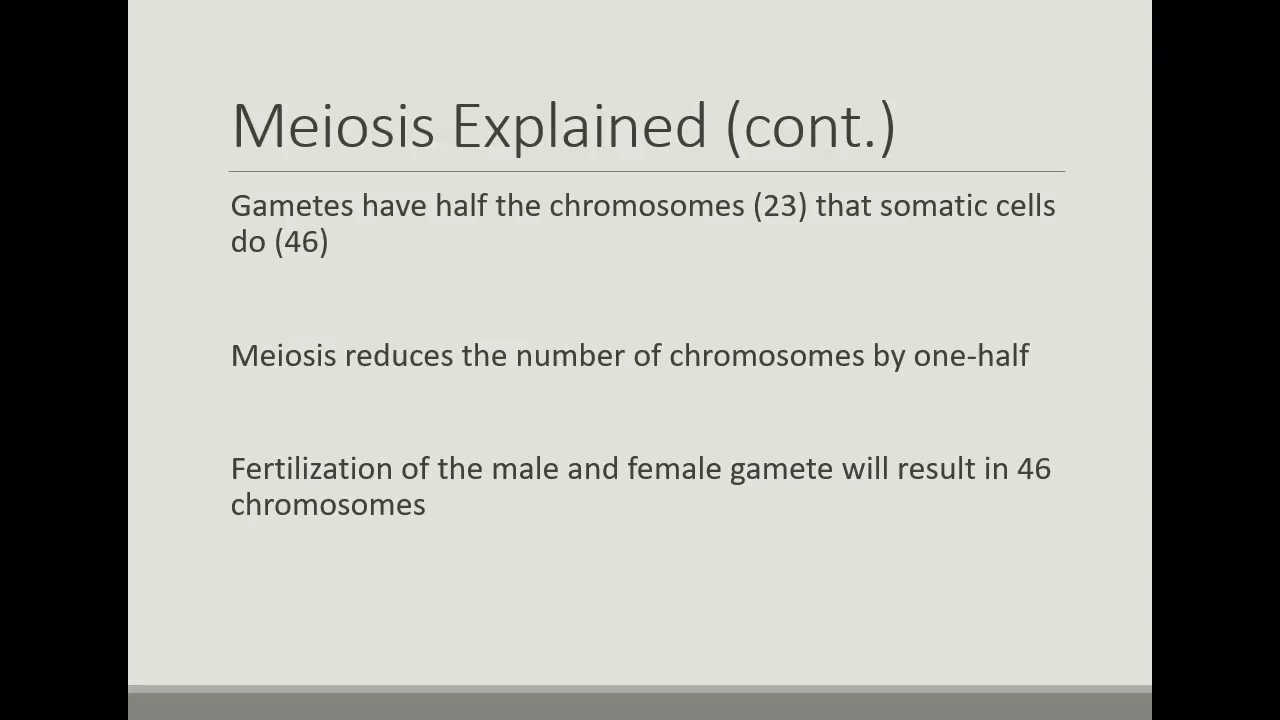 Meiosis Explained (cont.)
Gametes have half the chromosomes (23) that somatic cells
do (46)
Meiosis reduces the number of chromosomes by one-half
Fertilization of the male and female gamete will result in 46
chromosomes